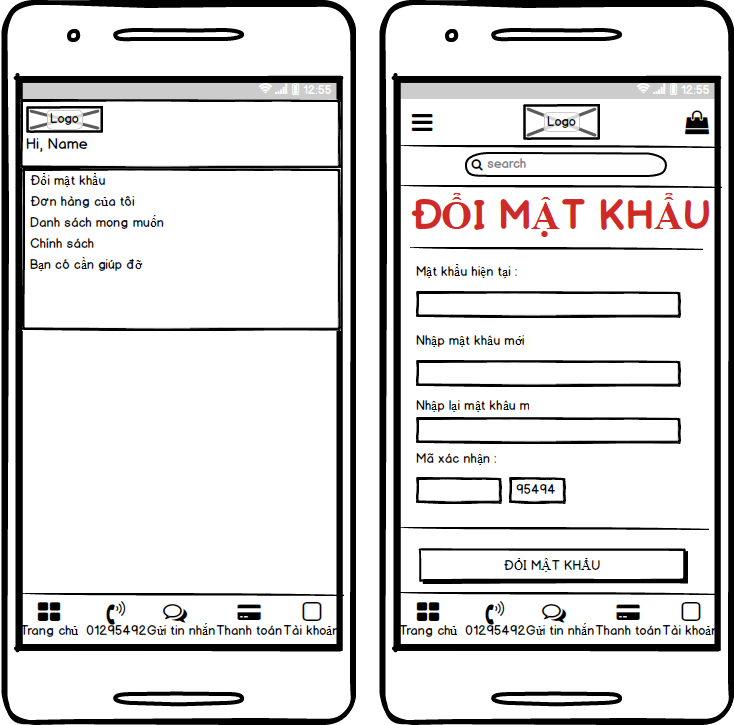 12:55
Logo
Hi, Name
Đổi mật khẩu
Đơn hàng của tôi
Danh sách mong muốn
Chính sách
Bạn có cần giúp đỡ
Trang chủ 01295492 Gửi tin nhắn Thanh toán Tài khoản
12:55
Logo
search
ĐỔI MẬT KHẨU
Mật khẩu hiện tại :
Nhập mật khẩu mới
Nhập lại mật khẩu m
Mã xác nhận :
95494
ĐỔI MẬT KHẨU
Trang chủ 01295492 Gửi tin nhắn Thanh toán Tài khoản